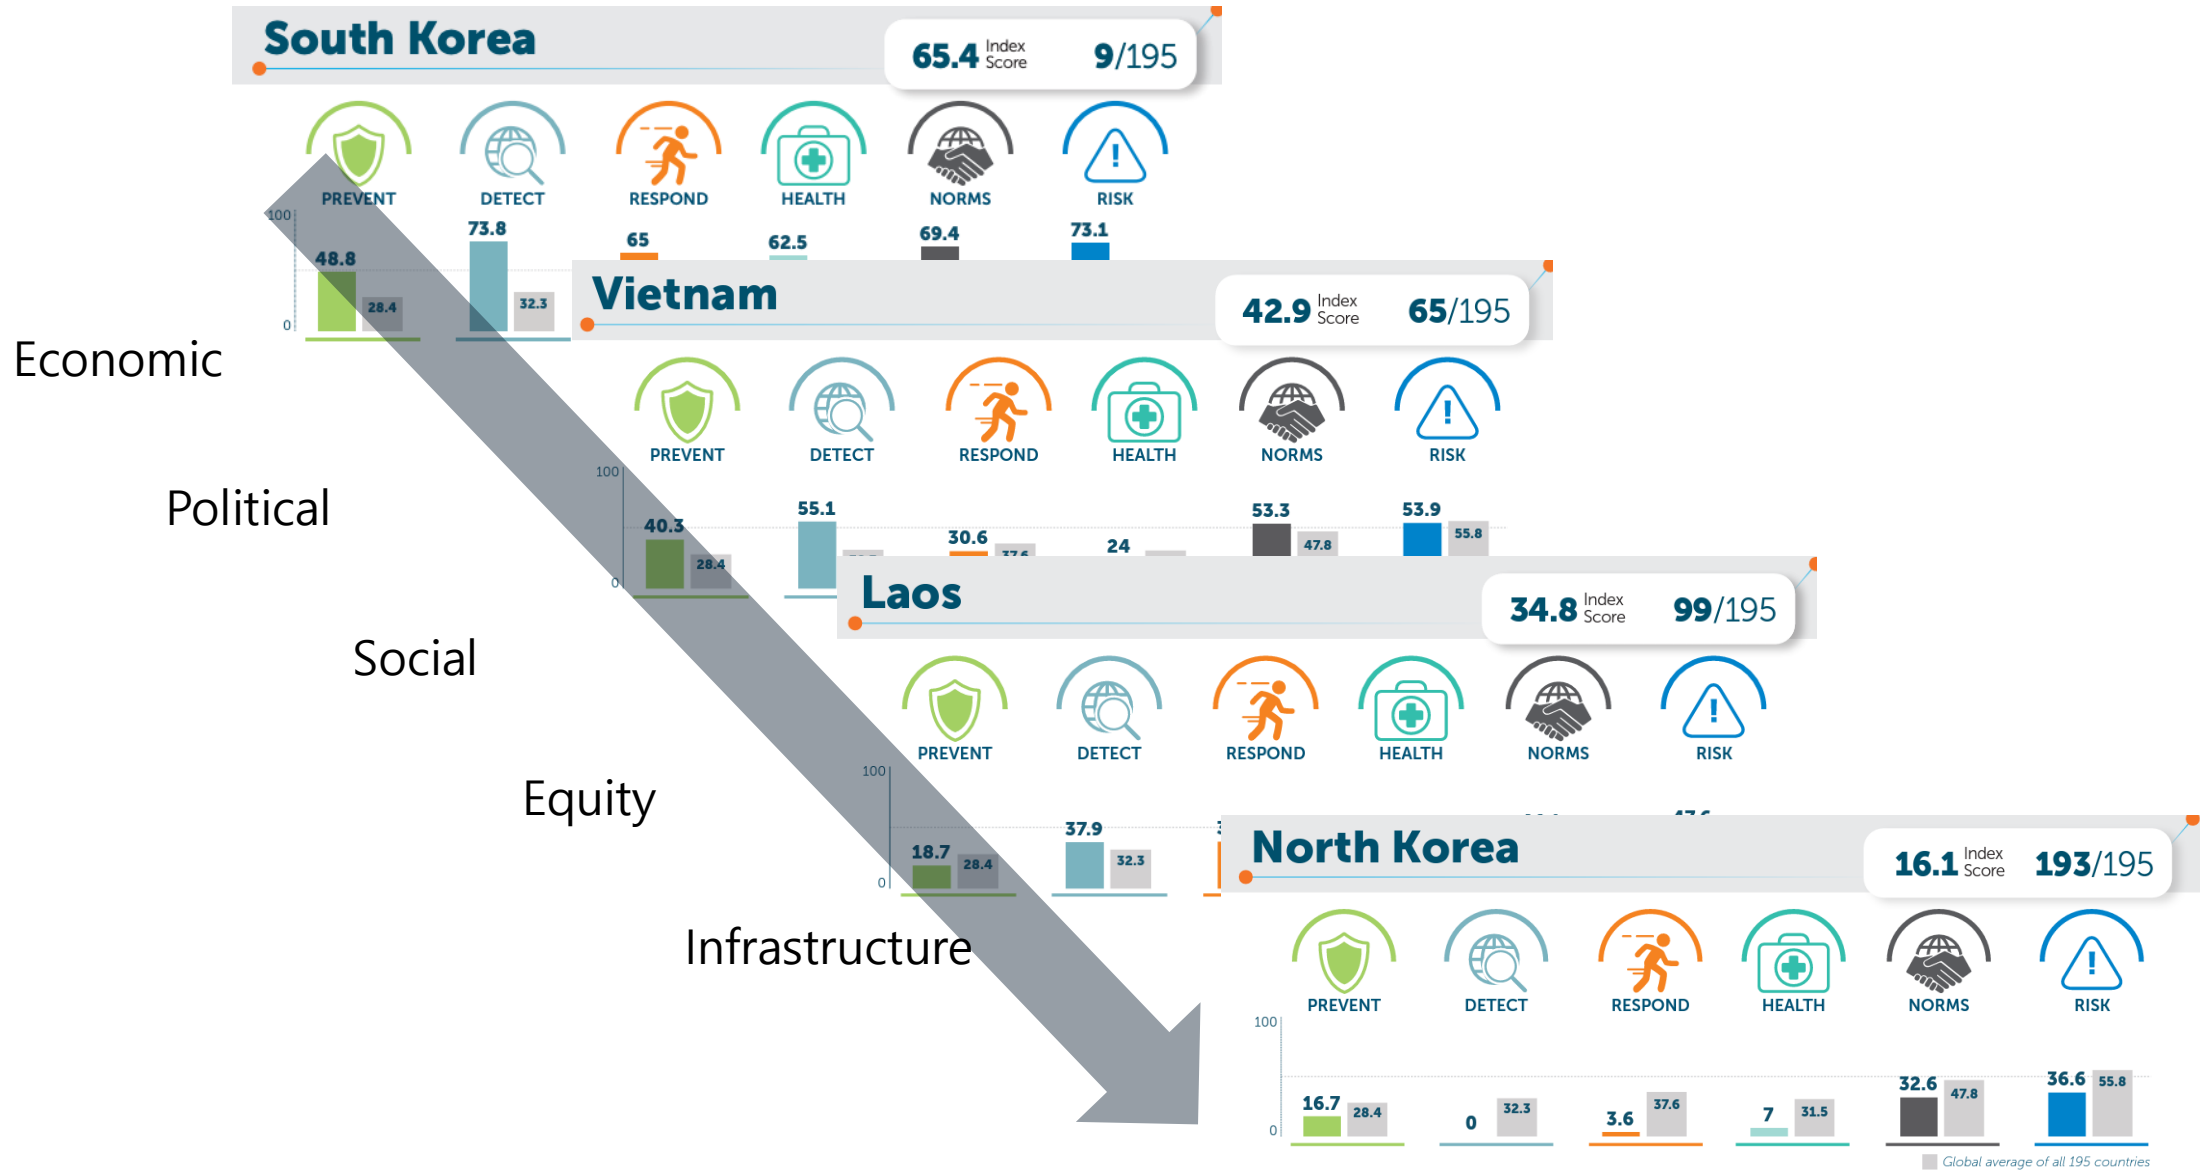 South Korea
65.4 Index Score 9/195
PREVENT DETECT RESPOND HEALTH NORMS RISK
100
48.8 73.8 65 62.5 69.4 73.1
28.4 32.3
0
Economic
Vietnam
42.9 Index Score 65/195
PREVENT DETECT RESPOND HEALTH NORMS RISK
100
40.3 55.1 30.6 24 53.3 53.9
28.4 37.6 47.8 55.8
0
Political
Laos
34.8 Index Score 99/195
PREVENT DETECT RESPOND HEALTH NORMS RISK
100
18.7 37.9
28.4 32.3
0
Social
Equity
Infrastructure
North Korea
16.1 Index Score 193/195
PREVENT DETECT RESPOND HEALTH NORMS RISK
100
16.7 0 3.6 7 32.6 36.6
28.4 32.3 37.6 31.5 47.8 55.8
0
Global average of all 195 countries